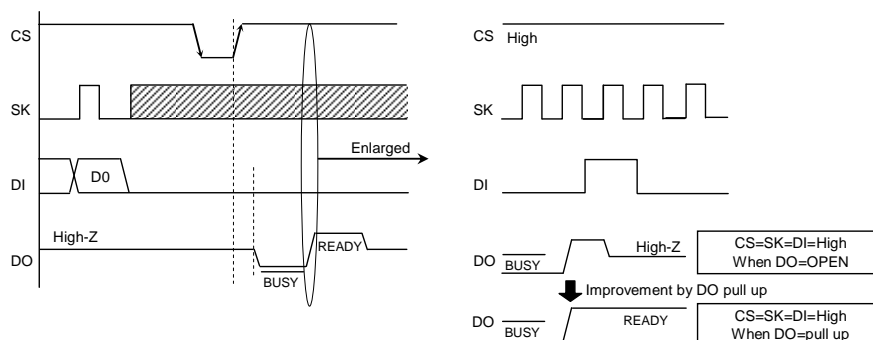 CS
SK
DI
D0
Enlarged
High-Z
DO
BUSY
READY
CS
High
SK
DI
DO
BUSY
High-Z
CS=SK=DI=High
When DO=OPEN
Improvement by DO pull up
DO
BUSY
READY
CS=SK=DI=High
When DO=pull up